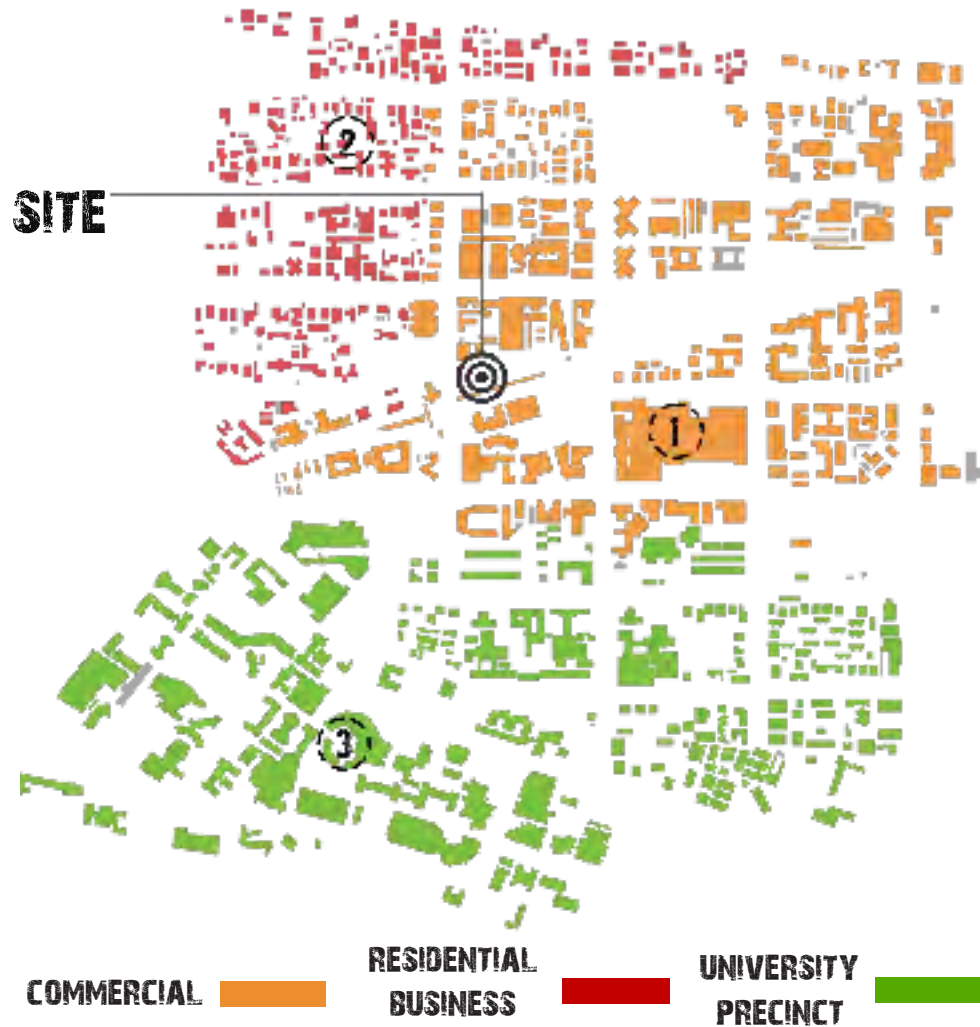 2
SITE
1
3
COMMERCIAL
RESIDENTIAL
BUSINESS
UNIVERSITY
PRECINCT